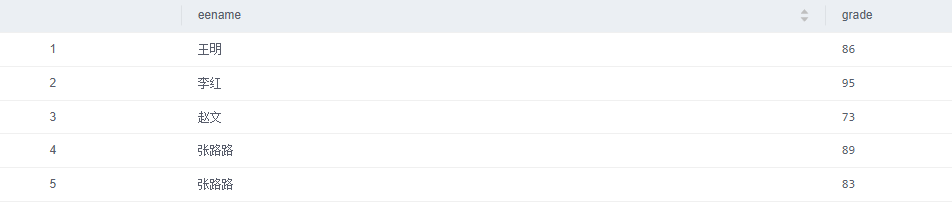 eename grade
1 王明 86
2 李红 95
3 赵文 73
4 张路路 89
5 张路路 83